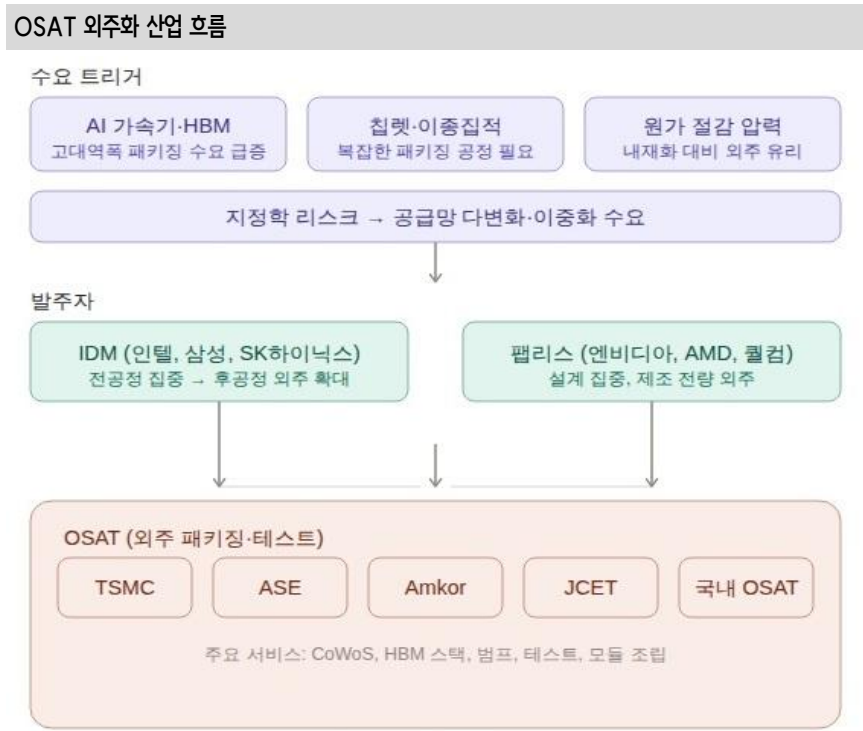 OSAT 외주화 산업 흐름
수요 트리거
AI 가속기·HBM
고대역폭 패키징 수요 급증
칩렛·이종집적
복잡한 패키징 공정 필요
원가 절감 압력
내재화 대비 외주 유리
지정학 리스크 → 공급망 다변화·이중화 수요
발주자
IDM (인텔, 삼성, SK하이닉스)
전공정 집중 → 후공정 외주 확대
팹리스 (엔비디아, AMD, 퀄컴)
설계 집중, 제조 전량 외주
OSAT (외주 패키징·테스트)
TSMC
ASE
Amkor
JCET
국내 OSAT
주요 서비스: CoWoS, HBM 스택, 범프, 테스트, 모듈 조립